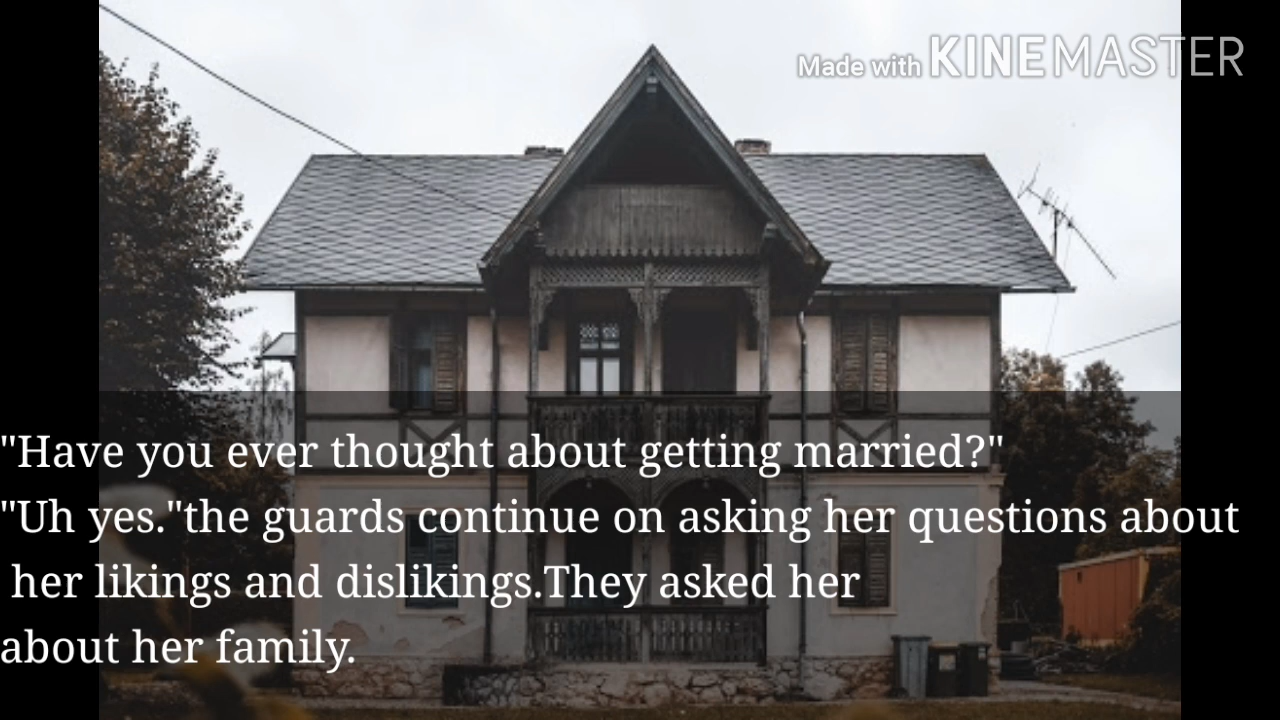 Made with KINEMASTER
"Have you ever thought about getting married?"
"Uh yes."the guards continue on asking her questions about
her likings and dislikings.They asked her
about her family.